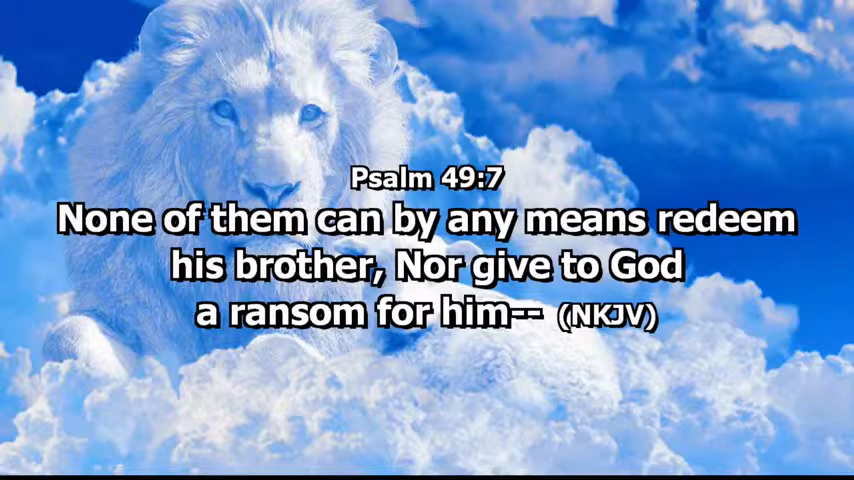 Psalm 49:7
None of them can by any means redeem
his brother, Nor give to God
a ransom for him-- (NKJV)